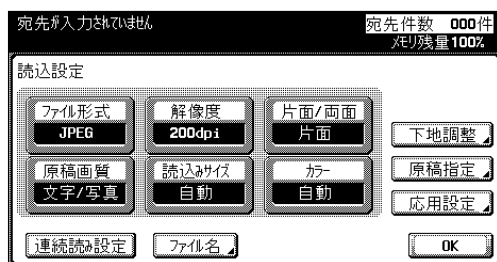 宛先が入力されていません
宛先件数 000件
メモリ残量100%
読込設定
ファイル形式 解像度 片面/両面
JPEG 200dpi 片面 下地調整
原稿画質 読込みサイズ カラー 原稿指定
文字/写真 自動 自動 応用設定
連続読み設定 ファイル名 OK